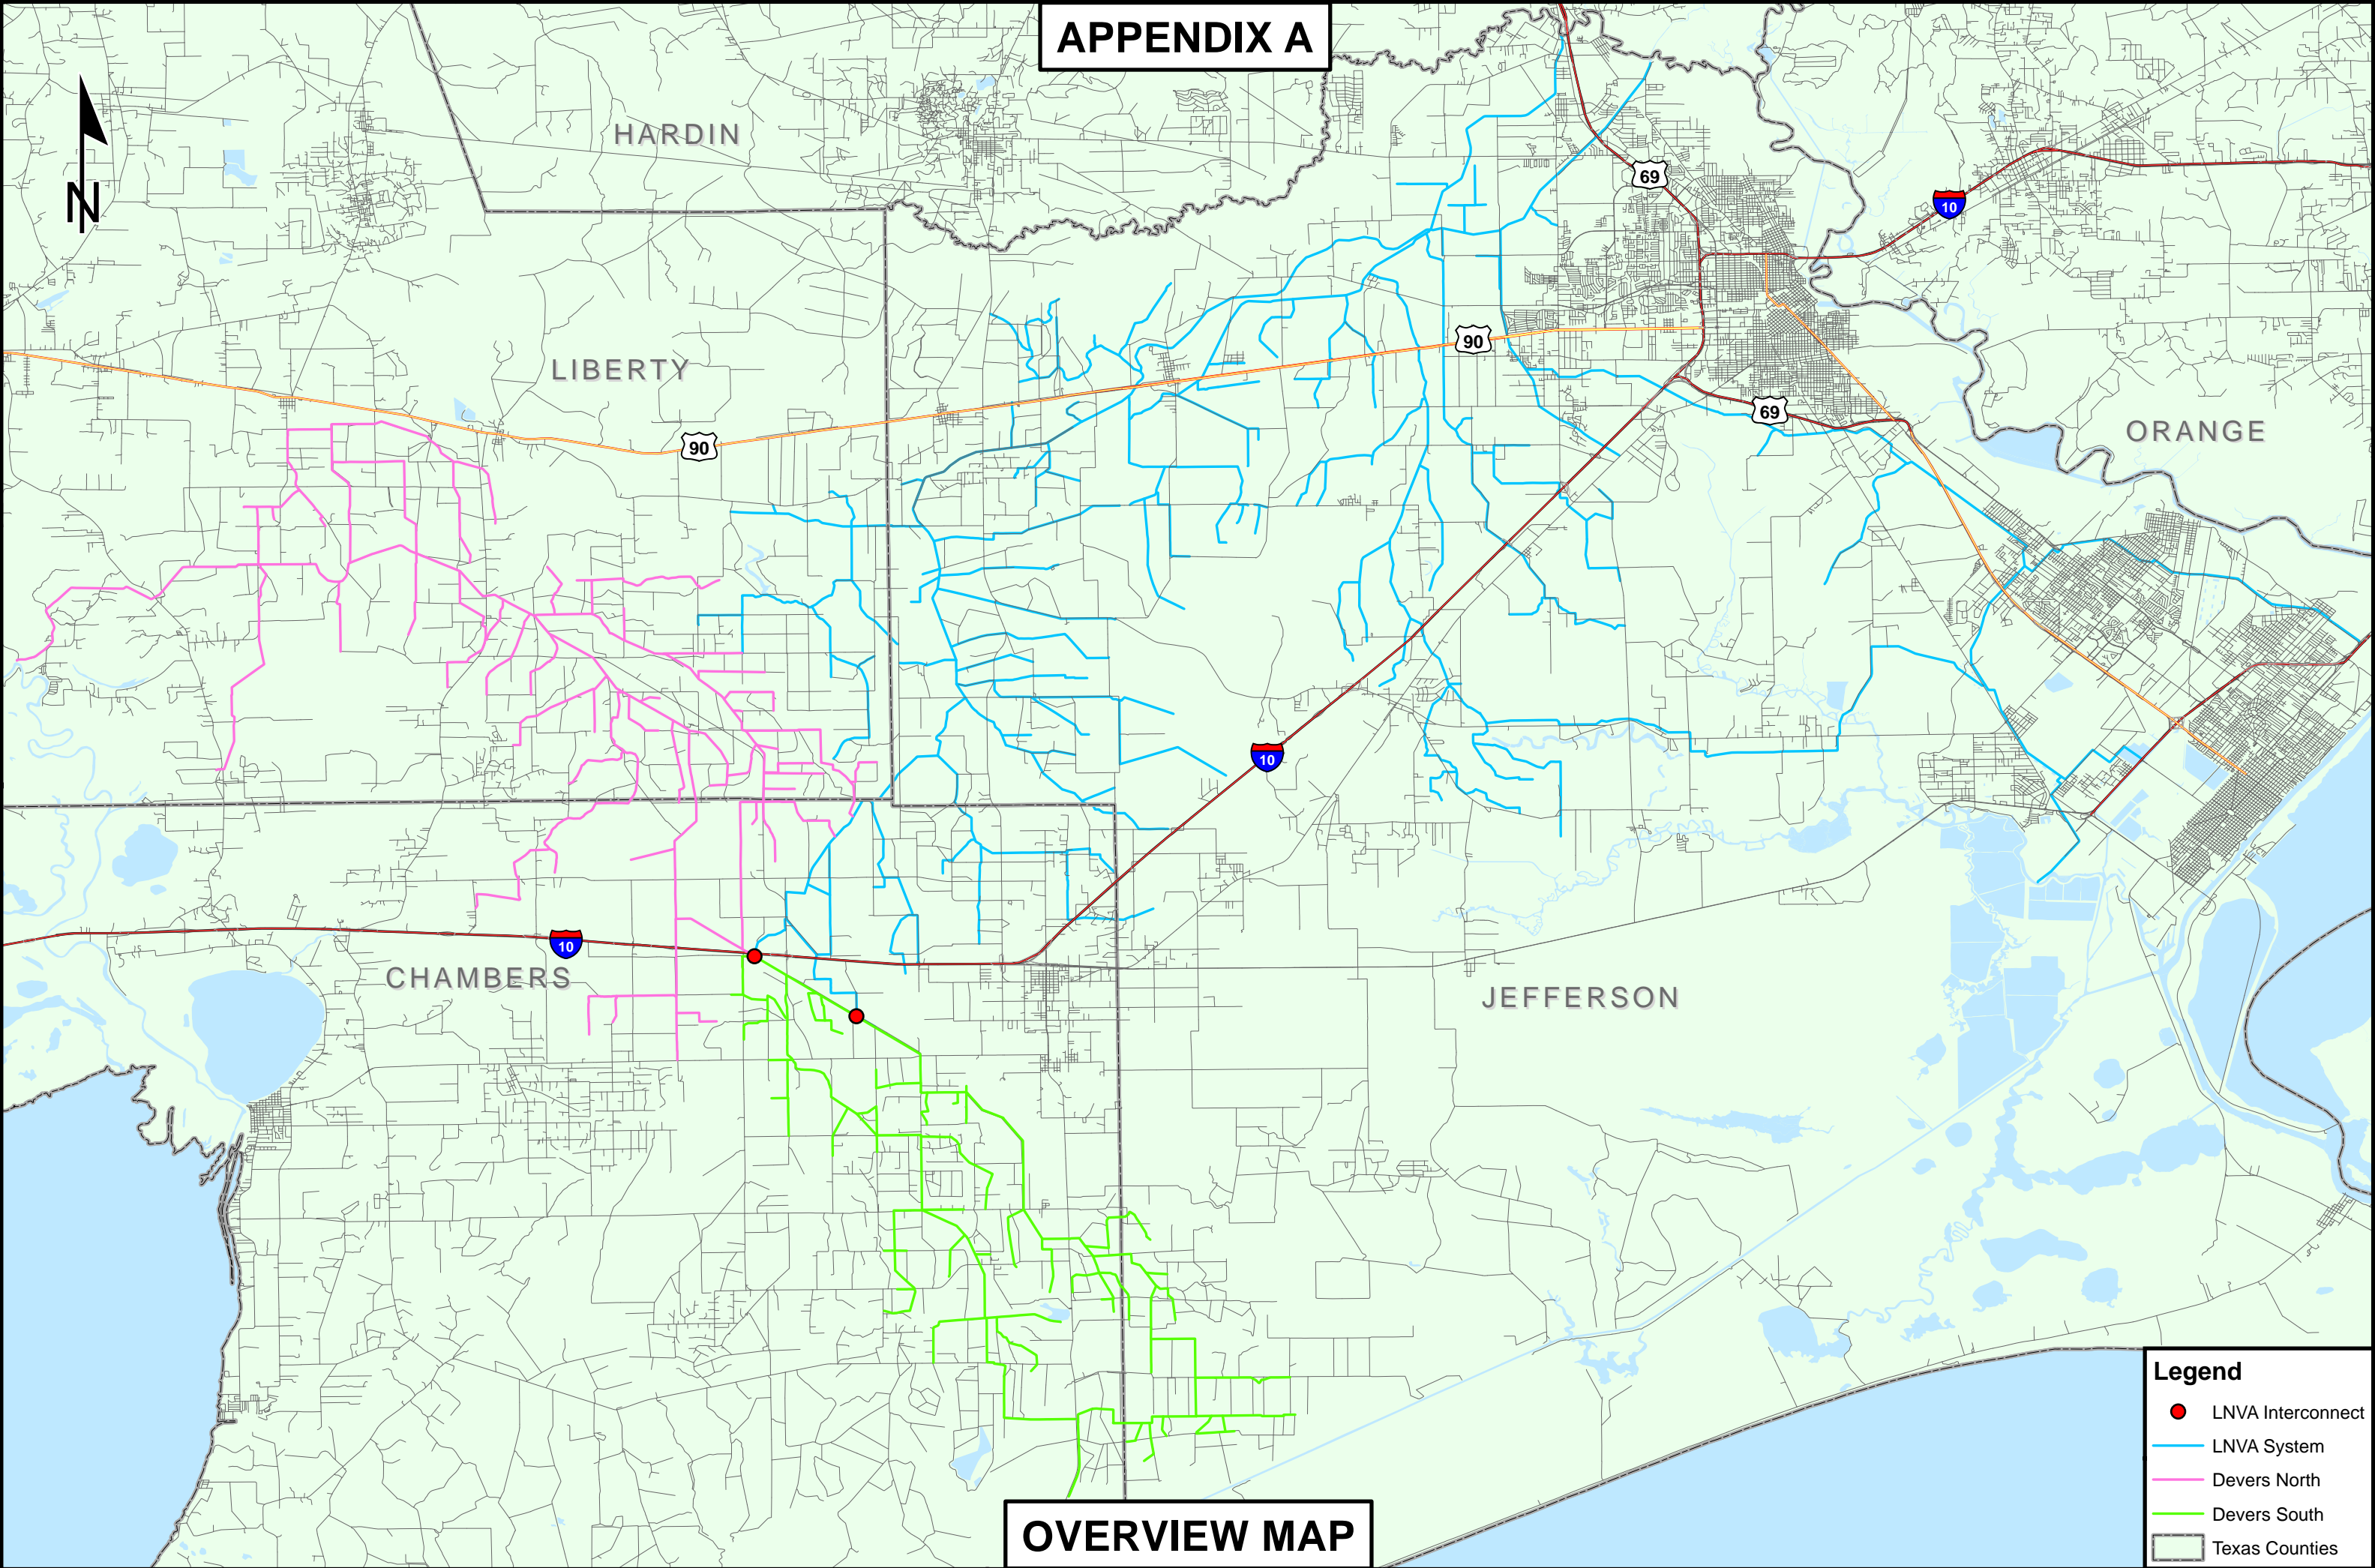 APPENDIX A
N
HARDIN
69
10
LIBERTY
90
90
69
ORANGE
10
10
CHAMBERS
JEFFERSON
Legend
LNVA Interconnect
LNVA System
Devers North
Devers South
Texas Counties
OVERVIEW MAP